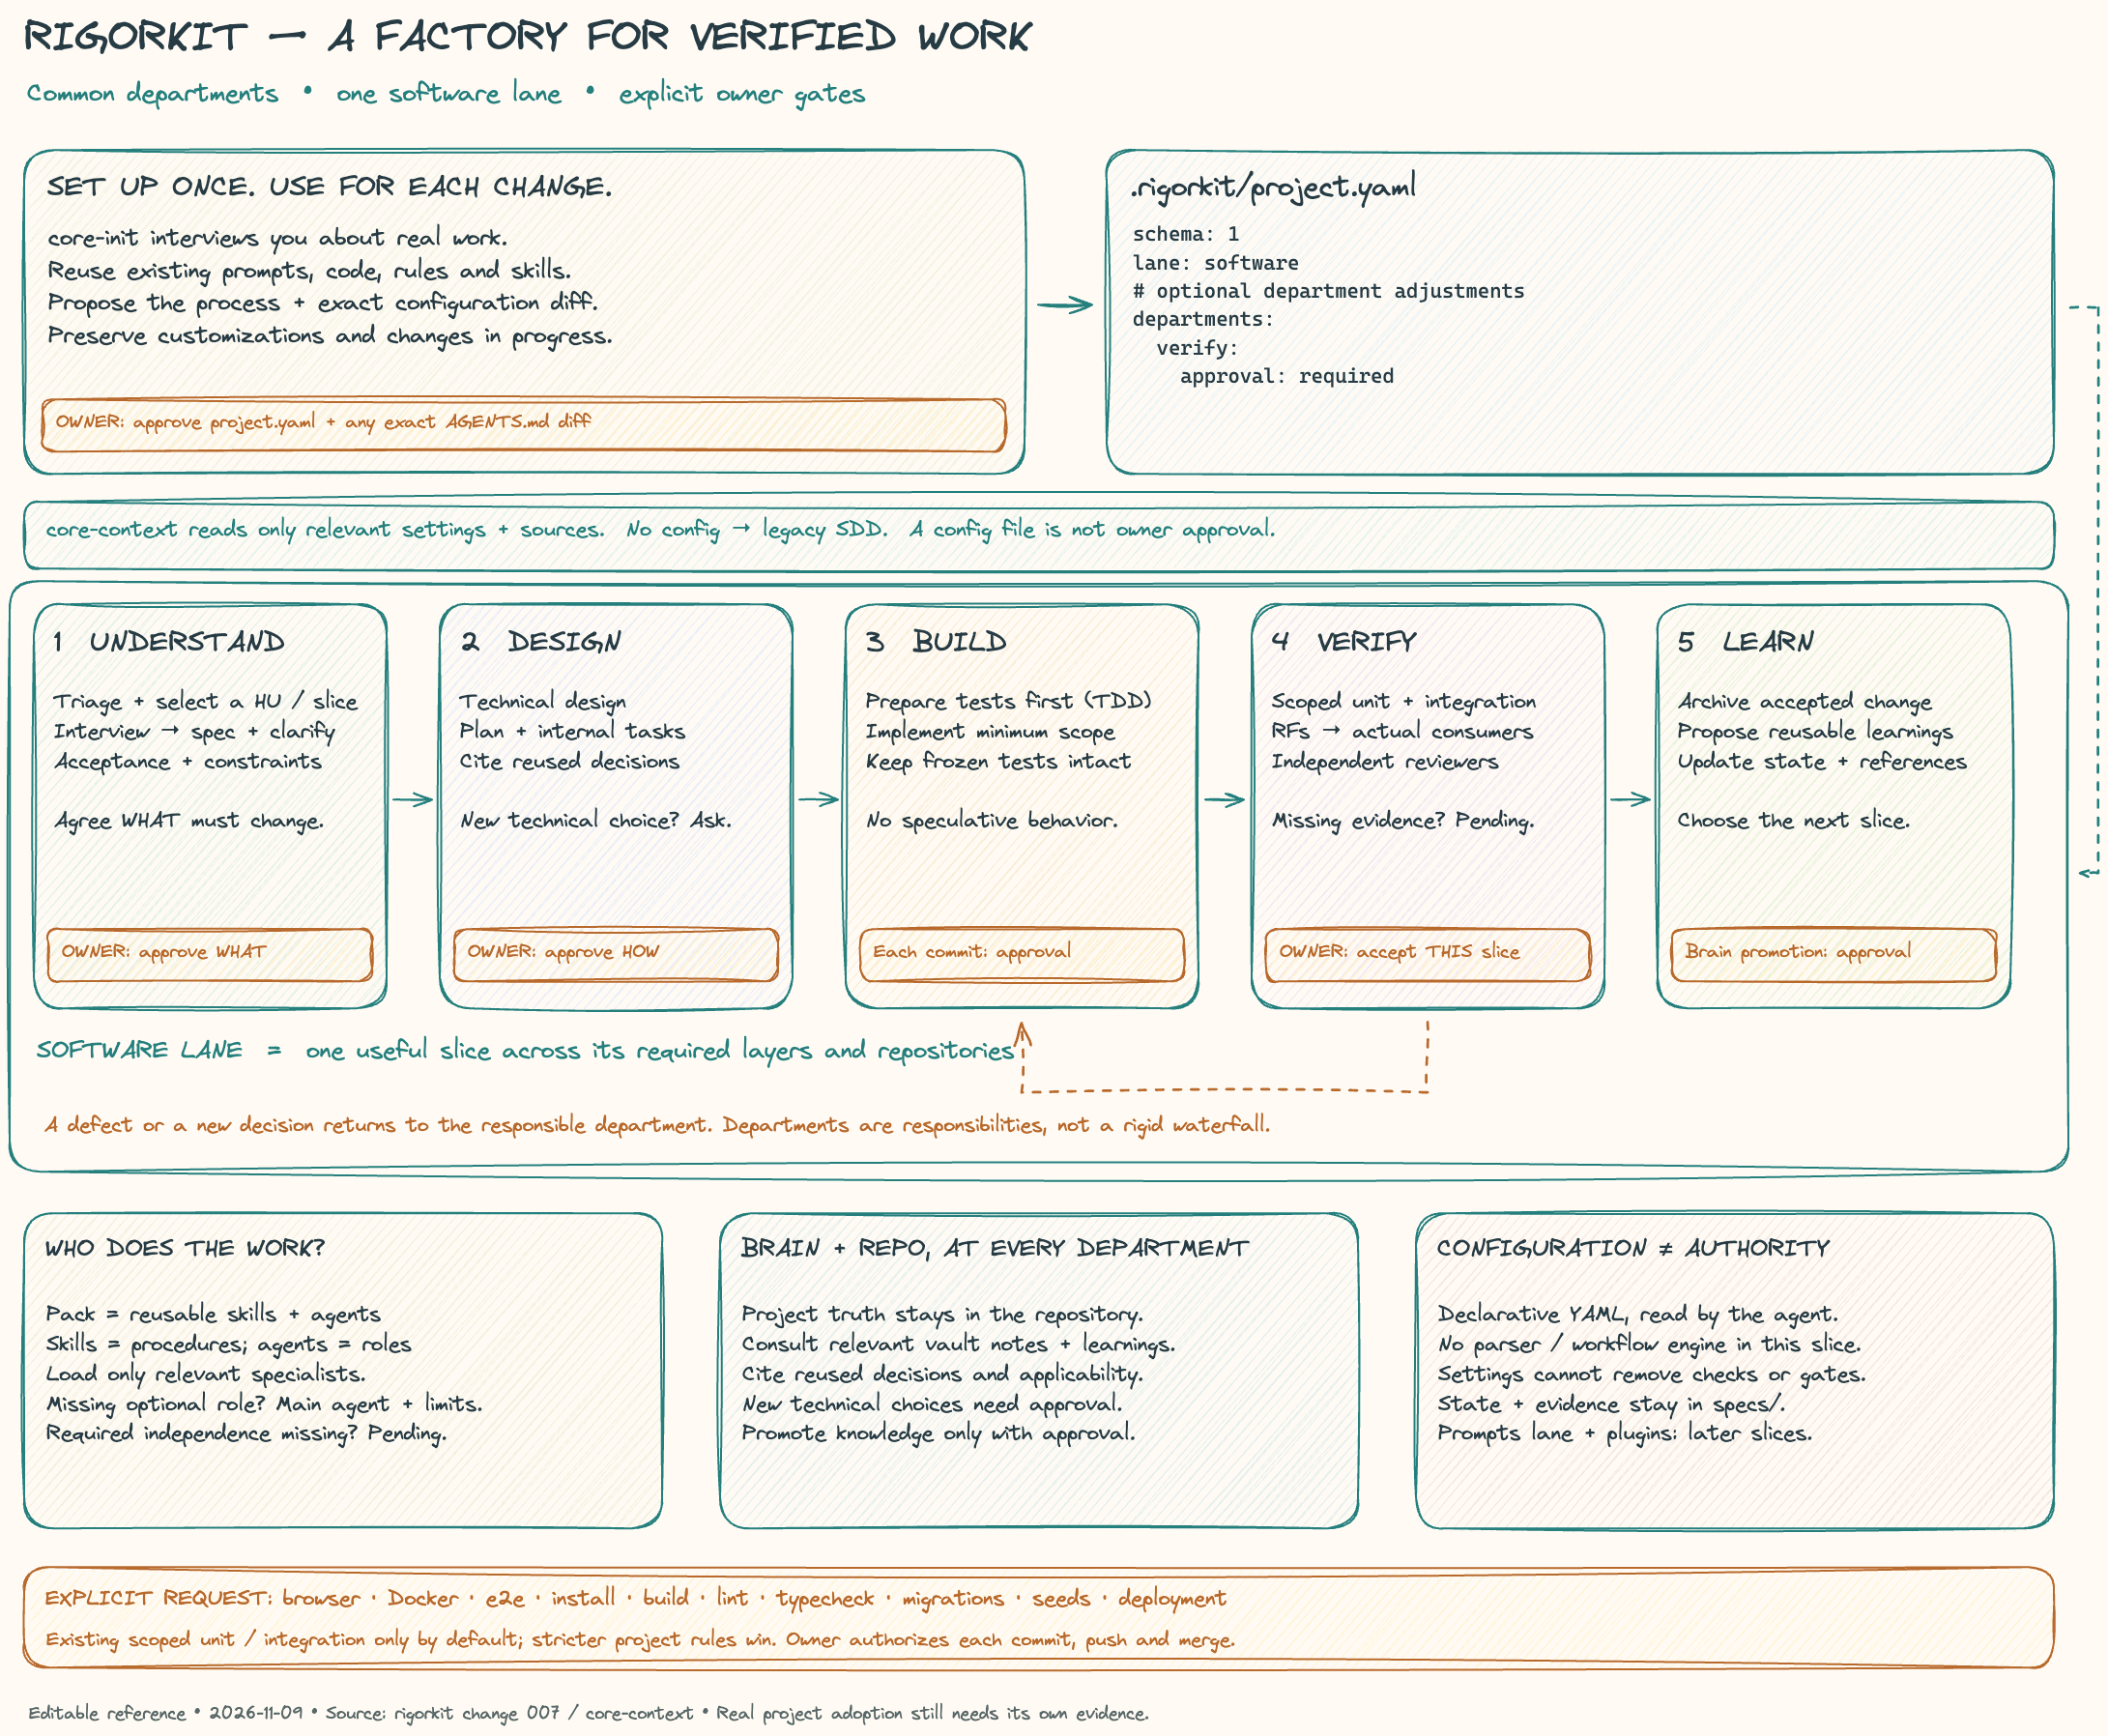 RIGORKIT — A FACTORY FOR VERIFIED WORK
Common departments • one software lane • explicit owner gates
SET UP ONCE. USE FOR EACH CHANGE.
core-init interviews you about real work.
Reuse existing prompts, code, rules and skills.
Propose the process + exact configuration diff.
Preserve customizations and changes in progress.
OWNER: approve project.yaml + any exact AGENTS.md diff
.rigorkit/project.yaml
schema: 1
lane: software
# optional department adjustments
departments:
  verify:
    approval: required
core-context reads only relevant settings + sources. No config → legacy SDD. A config file is not owner approval.
1 UNDERSTAND
Triage + select a HU / slice
Interview → spec + clarify
Acceptance + constraints
Agree WHAT must change.
OWNER: approve WHAT
2 DESIGN
Technical design
Plan + internal tasks
Cite reused decisions
New technical choice? Ask.
OWNER: approve HOW
3 BUILD
Prepare tests first (TDD)
Implement minimum scope
Keep frozen tests intact
No speculative behavior.
Each commit: approval
4 VERIFY
Scoped unit + integration
RFs → actual consumers
Independent reviewers
Missing evidence? Pending.
OWNER: accept THIS slice
5 LEARN
Archive accepted change
Propose reusable learnings
Update state + references
Choose the next slice.
Brain promotion: approval
SOFTWARE LANE = one useful slice across its required layers and repositories
A defect or a new decision returns to the responsible department. Departments are responsibilities, not a rigid waterfall.
WHO DOES THE WORK?
Pack = reusable skills + agents
Skills = procedures; agents = roles
Load only relevant specialists.
Missing optional role? Main agent + limits.
Required independence missing? Pending.
BRAIN + REPO, AT EVERY DEPARTMENT
Project truth stays in the repository.
Consult relevant vault notes + learnings.
Cite reused decisions and applicability.
New technical choices need approval.
Promote knowledge only with approval.
CONFIGURATION ≠ AUTHORITY
Declarative YAML, read by the agent.
No parser / workflow engine in this slice.
Settings cannot remove checks or gates.
State + evidence stay in specs/.
Prompts lane + plugins: later slices.
EXPLICIT REQUEST: browser · Docker · e2e · install · build · lint · typecheck · migrations · seeds · deployment
Existing scoped unit / integration only by default; stricter project rules win. Owner authorizes each commit, push and merge.
Editable reference • 2026-11-09 • Source: rigorkit change 007 / core-context • Real project adoption still needs its own evidence.